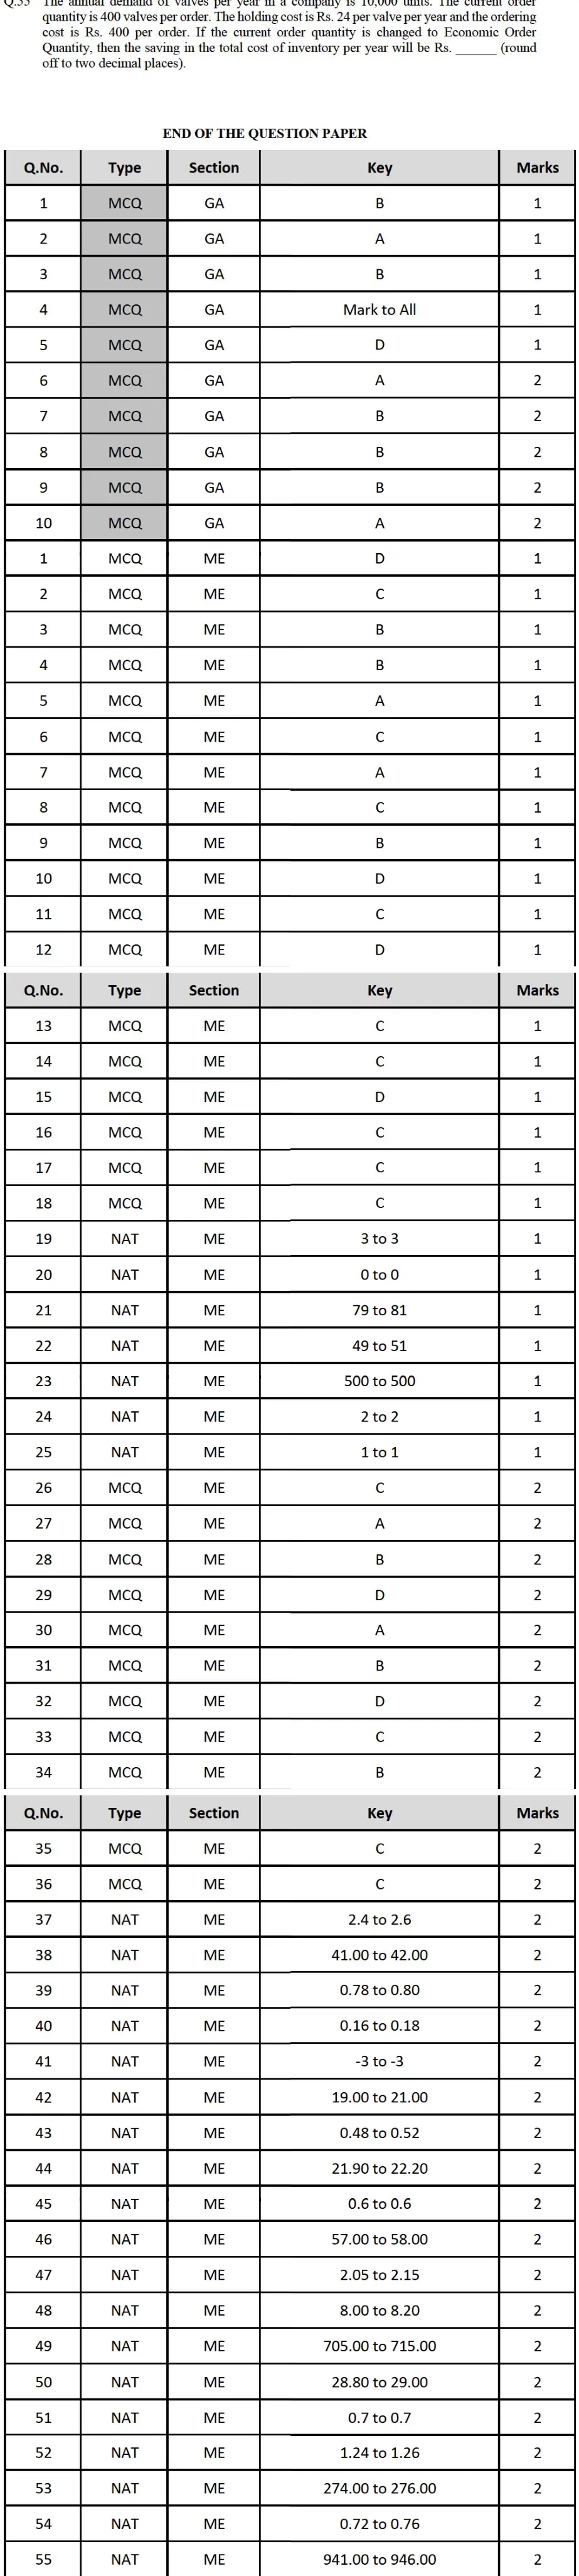 Q.55 The annual demand of valves per year in a company is 10,000 units. The current order
quantity is 400 valves per order. The holding cost is Rs. 24 per valve per year and the ordering
cost is Rs. 400 per order. If the current order quantity is changed to Economic Order
Quantity, then the saving in the total cost of inventory per year will be Rs. ______ (round
off to two decimal places).
END OF THE QUESTION PAPER
Q.No. Type Section Key Marks
1 MCQ GA B 1
2 MCQ GA A 1
3 MCQ GA B 1
4 MCQ GA Mark to All 1
5 MCQ GA D 1
6 MCQ GA A 2
7 MCQ GA B 2
8 MCQ GA B 2
9 MCQ GA B 2
10 MCQ GA A 2
1 MCQ ME D 1
2 MCQ ME C 1
3 MCQ ME B 1
4 MCQ ME B 1
5 MCQ ME A 1
6 MCQ ME C 1
7 MCQ ME A 1
8 MCQ ME C 1
9 MCQ ME B 1
10 MCQ ME D 1
11 MCQ ME C 1
12 MCQ ME D 1
Q.No. Type Section Key Marks
13 MCQ ME C 1
14 MCQ ME C 1
15 MCQ ME D 1
16 MCQ ME C 1
17 MCQ ME C 1
18 MCQ ME C 1
19 NAT ME 3 to 3 1
20 NAT ME 0 to 0 1
21 NAT ME 79 to 81 1
22 NAT ME 49 to 51 1
23 NAT ME 500 to 500 1
24 NAT ME 2 to 2 1
25 NAT ME 1 to 1 1
26 MCQ ME C 2
27 MCQ ME A 2
28 MCQ ME B 2
29 MCQ ME D 2
30 MCQ ME A 2
31 MCQ ME B 2
32 MCQ ME D 2
33 MCQ ME C 2
34 MCQ ME B 2
Q.No. Type Section Key Marks
35 MCQ ME C 2
36 MCQ ME C 2
37 NAT ME 2.4 to 2.6 2
38 NAT ME 41.00 to 42.00 2
39 NAT ME 0.78 to 0.80 2
40 NAT ME 0.16 to 0.18 2
41 NAT ME -3 to -3 2
42 NAT ME 19.00 to 21.00 2
43 NAT ME 0.48 to 0.52 2
44 NAT ME 21.90 to 22.20 2
45 NAT ME 0.6 to 0.6 2
46 NAT ME 57.00 to 58.00 2
47 NAT ME 2.05 to 2.15 2
48 NAT ME 8.00 to 8.20 2
49 NAT ME 705.00 to 715.00 2
50 NAT ME 28.80 to 29.00 2
51 NAT ME 0.7 to 0.7 2
52 NAT ME 1.24 to 1.26 2
53 NAT ME 274.00 to 276.00 2
54 NAT ME 0.72 to 0.76 2
55 NAT ME 941.00 to 946.00 2